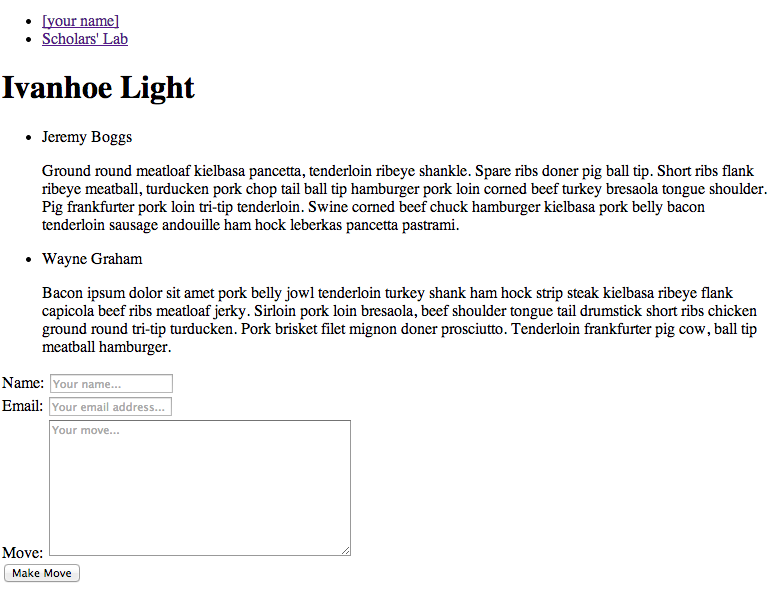 [your name]
Scholars' Lab
Ivanhoe Light
Jeremy Boggs
Ground round meatloaf kielbasa pancetta, tenderloin ribeye shankle. Spare ribs doner pig ball tip. Short ribs flank
ribeye meatball, turducken pork chop tail ball tip hamburger pork loin corned beef turkey bresaola tongue shoulder.
Pig frankfurter pork loin tri-tip tenderloin. Swine corned beef chuck hamburger kielbasa pork belly bacon
tenderloin sausage andouille ham hock leberkas pancetta pastrami.
Wayne Graham
Bacon ipsum dolor sit amet pork belly jowl tenderloin turkey shank ham hock strip steak kielbasa ribeye flank
capicola beef ribs meatloaf jerky. Sirloin pork loin bresaola, beef shoulder tongue tail drumstick short ribs chicken
ground round tri-tip turducken. Pork brisket filet mignon doner prosciutto. Tenderloin frankfurter pig cow, ball tip
meatball hamburger.
Name: Your name...
Email: Your email address...
Your move...
Move:
Make Move